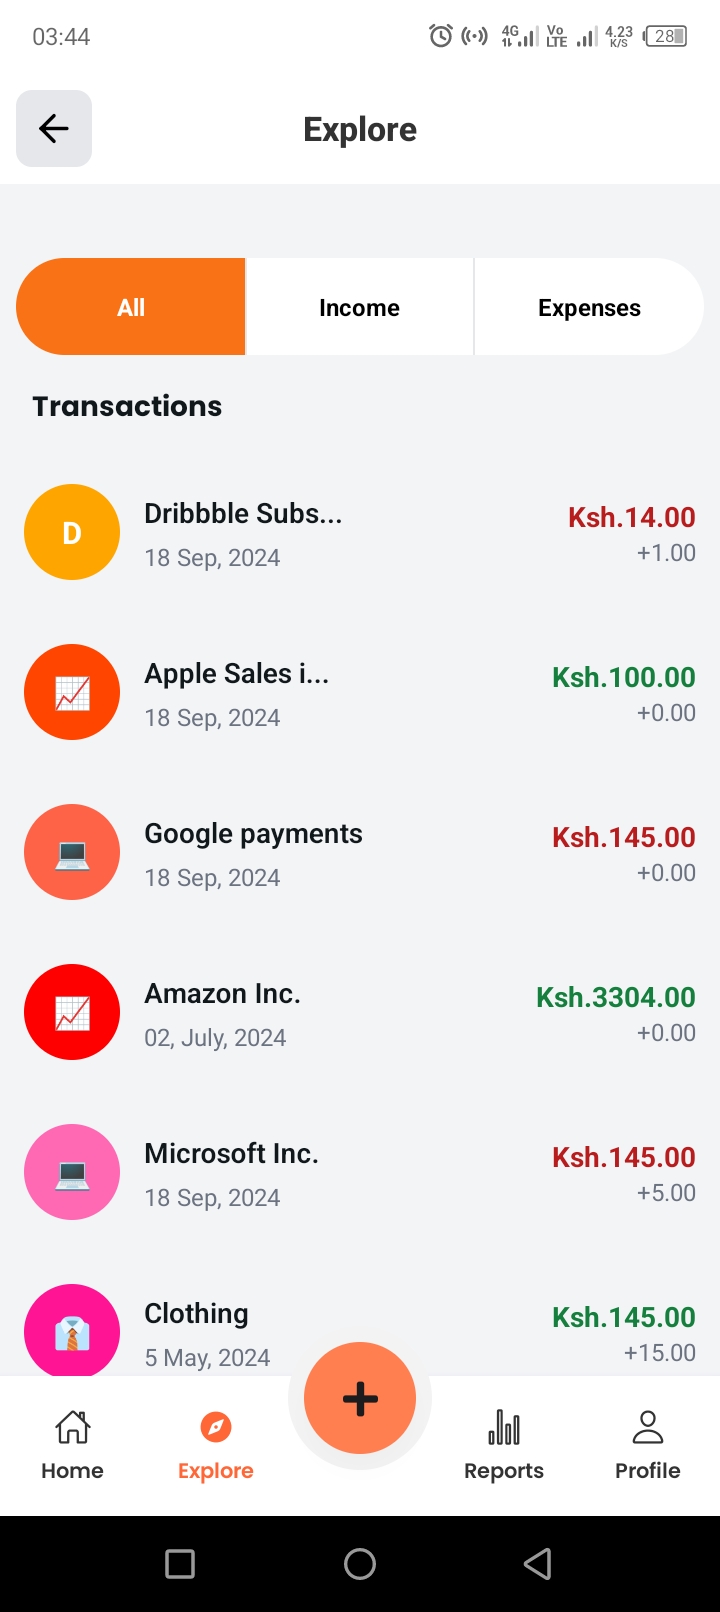 03:44
4G Vo LTE 4.23 K/S 28
Explore
All Income Expenses
Transactions
D
Dribbble Subs... Ksh.14.00
18 Sep, 2024 +1.00
Apple Sales i... Ksh.100.00
18 Sep, 2024 +0.00
Google payments Ksh.145.00
18 Sep, 2024 +0.00
Amazon Inc. Ksh.3304.00
02, July, 2024 +0.00
Microsoft Inc. Ksh.145.00
18 Sep, 2024 +5.00
Clothing Ksh.145.00
5 May, 2024 +15.00
Home Explore Reports Profile